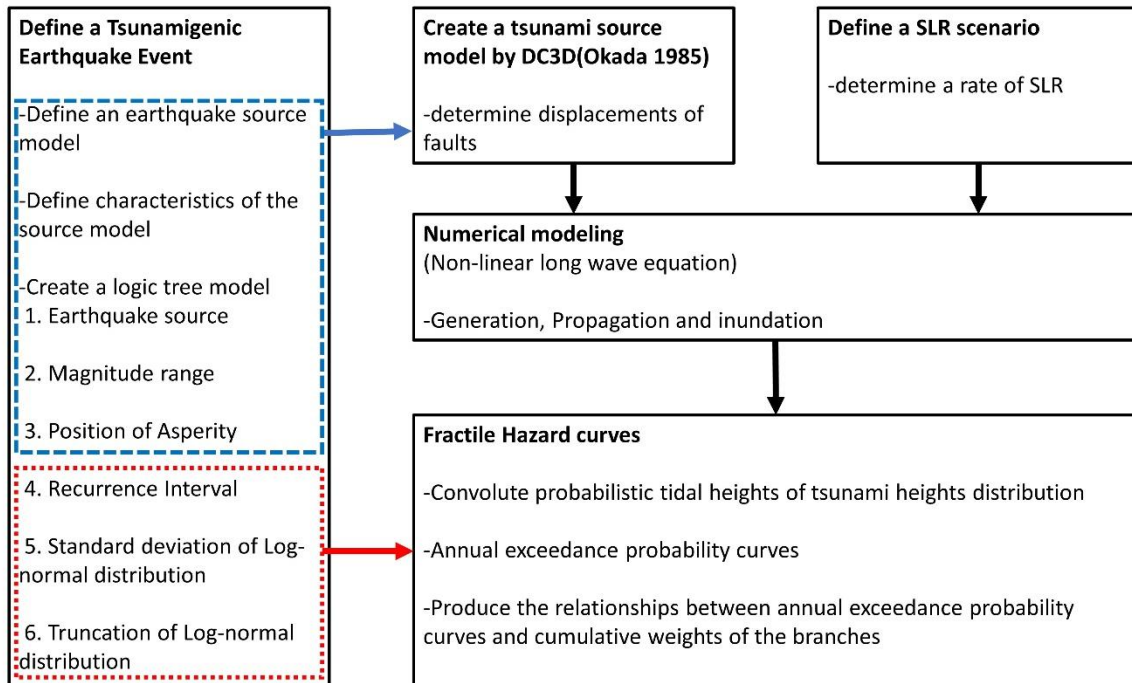 Define a Tsunamigenic
Earthquake Event
-Define an earthquake source
model
-Define characteristics of the
source model
-Create a logic tree model
1. Earthquake source
2. Magnitude range
3. Position of Asperity
4. Recurrence Interval
5. Standard deviation of Log-
normal distribution
6. Truncation of Log-normal
distribution
Create a tsunami source
model by DC3D(Okada 1985)
-determine displacements of
faults
Define a SLR scenario
-determine a rate of SLR
Numerical modeling
(Non-linear long wave equation)
-Generation, Propagation and inundation
Fractile Hazard curves
-Convolute probabilistic tidal heights of tsunami heights distribution
-Annual exceedance probability curves
-Produce the relationships between annual exceedance probability
curves and cumulative weights of the branches